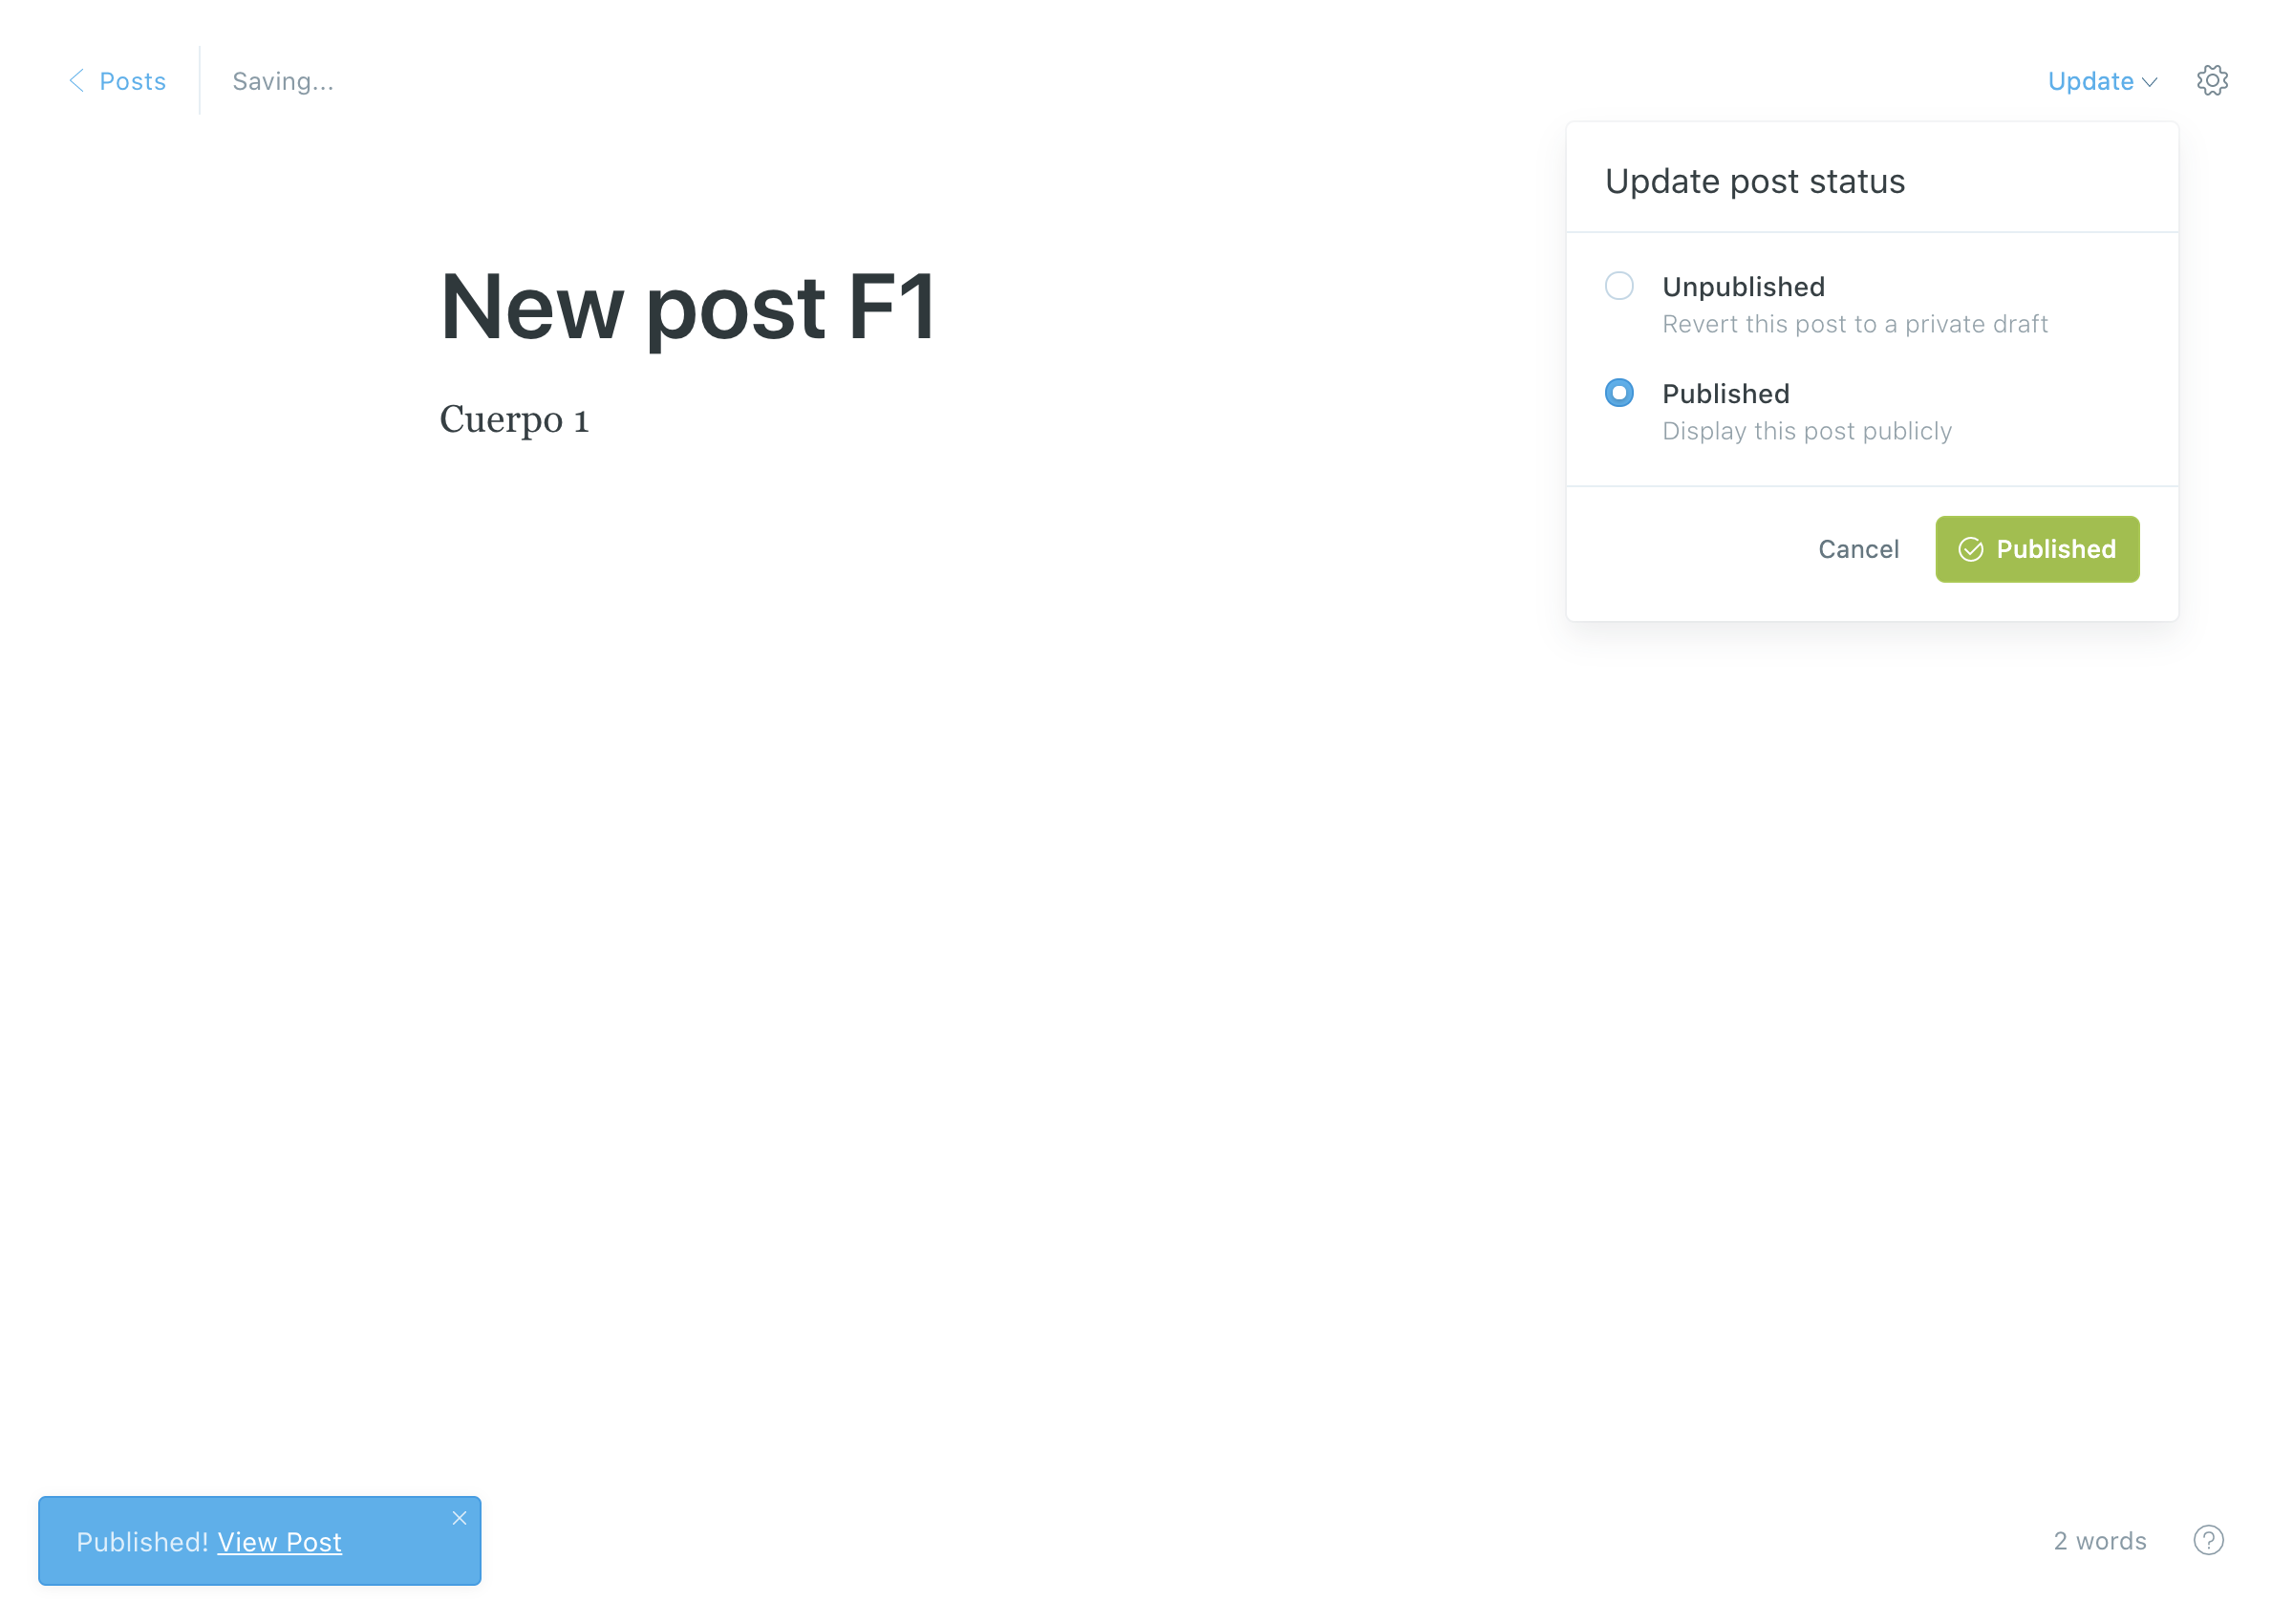 Posts
Saving...
Update
Update post status
New post F1
Cuerpo 1
Unpublished
Revert this post to a private draft
Published
Display this post publicly
Cancel
Published
Published! View Post
2 words
?